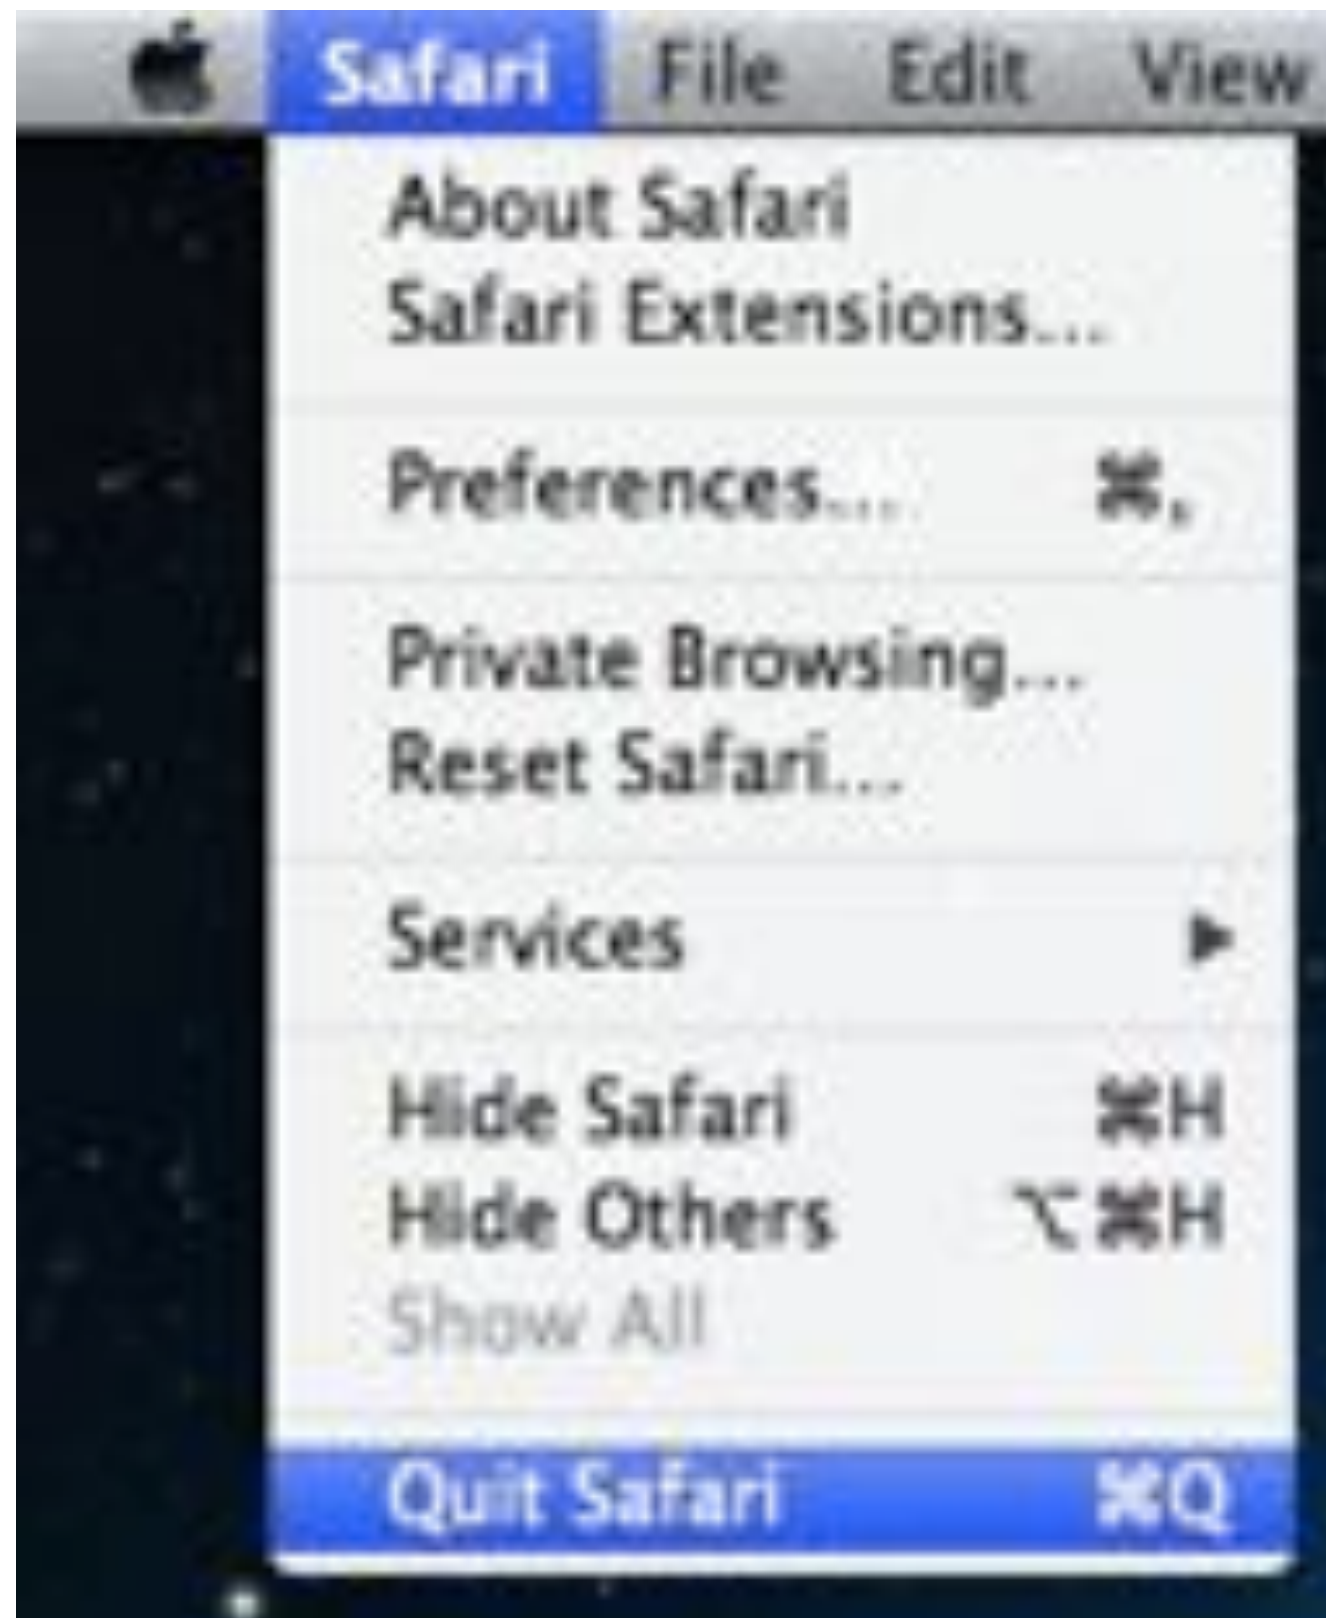 Safari File Edit View
About Safari
Safari Extensions...
Preferences... ⌘,
Private Browsing...
Reset Safari...
Services ▶
Hide Safari ⌘H
Hide Others ⌥⌘H
Show All
Quit Safari ⌘Q